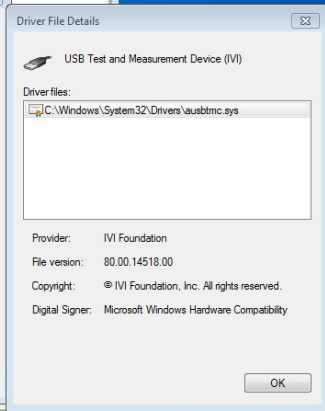 Driver File Details
USB Test and Measurement Device (IVI)
Driver files:
C:\Windows\System32\Drivers\ausbtmc.sys
Provider: IVI Foundation
File version: 80.00.14518.00
Copyright: © IVI Foundation, Inc. All rights reserved.
Digital Signer: Microsoft Windows Hardware Compatibility
OK